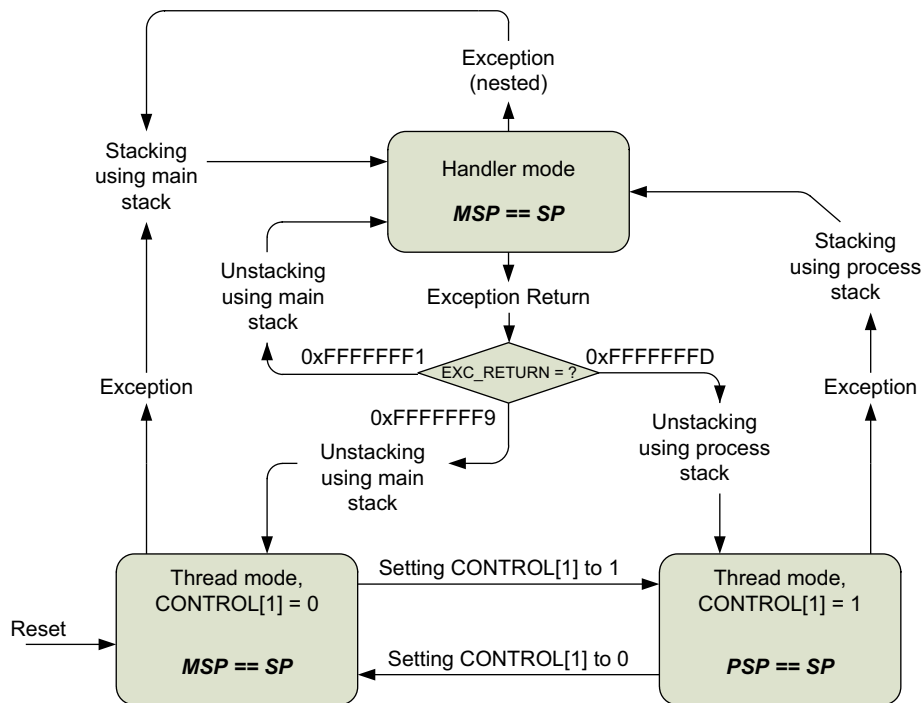 Exception
(nested)
Stacking
using main
stack
Handler mode
MSP == SP
Stacking
using process
stack
Unstacking
using main
stack
Exception Return
0xFFFFFFF1
EXC_RETURN = ?
0xFFFFFFFD
Exception
Exception
0xFFFFFFF9
Unstacking
using main
stack
Unstacking
using process
stack
Reset
Thread mode,
CONTROL[1] = 0
MSP == SP
Setting CONTROL[1] to 1
Setting CONTROL[1] to 0
Thread mode,
CONTROL[1] = 1
PSP == SP